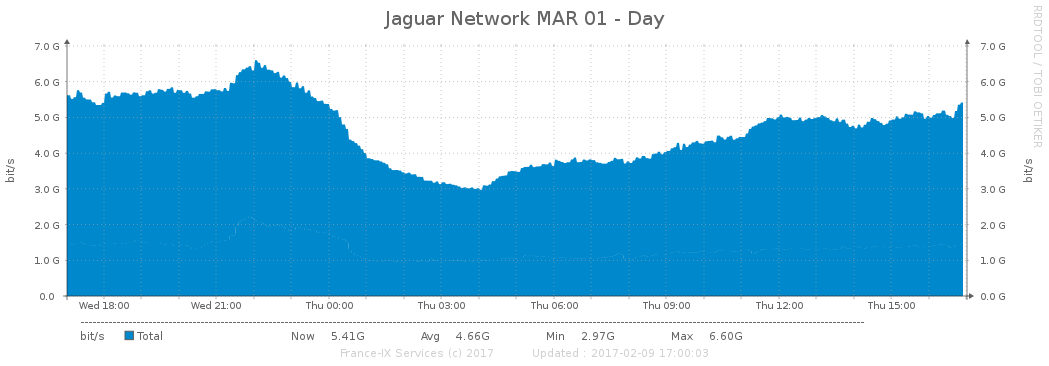 Jaguar Network MAR 01 - Day
RRDTOOL / TOBI OETIKER
7.0 G 7.0 G
6.0 G 6.0 G
5.0 G 5.0 G
4.0 G 4.0 G
bit/s bit/s
3.0 G 3.0 G
2.0 G 2.0 G
1.0 G 1.0 G
0.0 0.0 G
Wed 18:00 Wed 21:00 Thu 00:00 Thu 03:00 Thu 06:00 Thu 09:00 Thu 12:00 Thu 15:00
bit/s Total Now 5.41G Avg 4.66G Min 2.97G Max 6.60G
France-IX Services (c) 2017 Updated : 2017-02-09 17:00:03